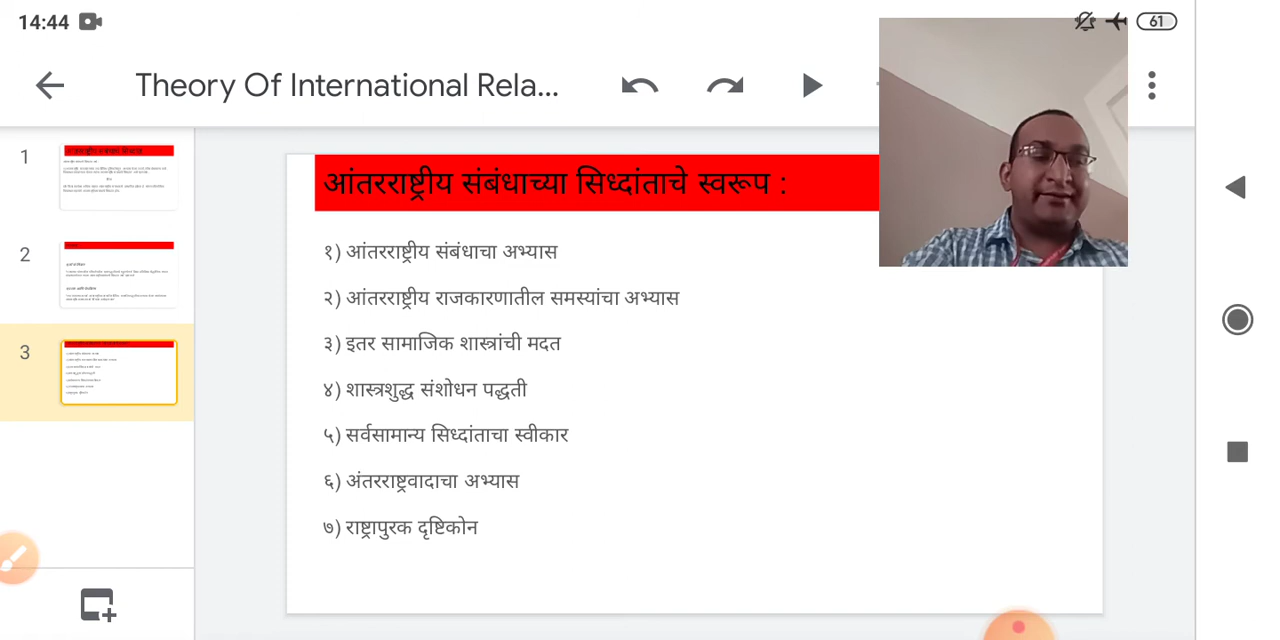 14:44
61
Theory Of International Rela...
1
2
3
आंतरराष्ट्रीय संबंधाच्या सिध्दांताचे स्वरूप :
१) आंतरराष्ट्रीय संबंधाचा अभ्यास
२) आंतरराष्ट्रीय राजकारणातील समस्यांचा अभ्यास
३) इतर सामाजिक शास्त्रांची मदत
४) शास्त्रशुद्ध संशोधन पद्धती
५) सर्वसामान्य सिध्दांताचा स्वीकार
६) अंतरराष्ट्रवादाचा अभ्यास
७) राष्ट्रापुरक दृष्टिकोन